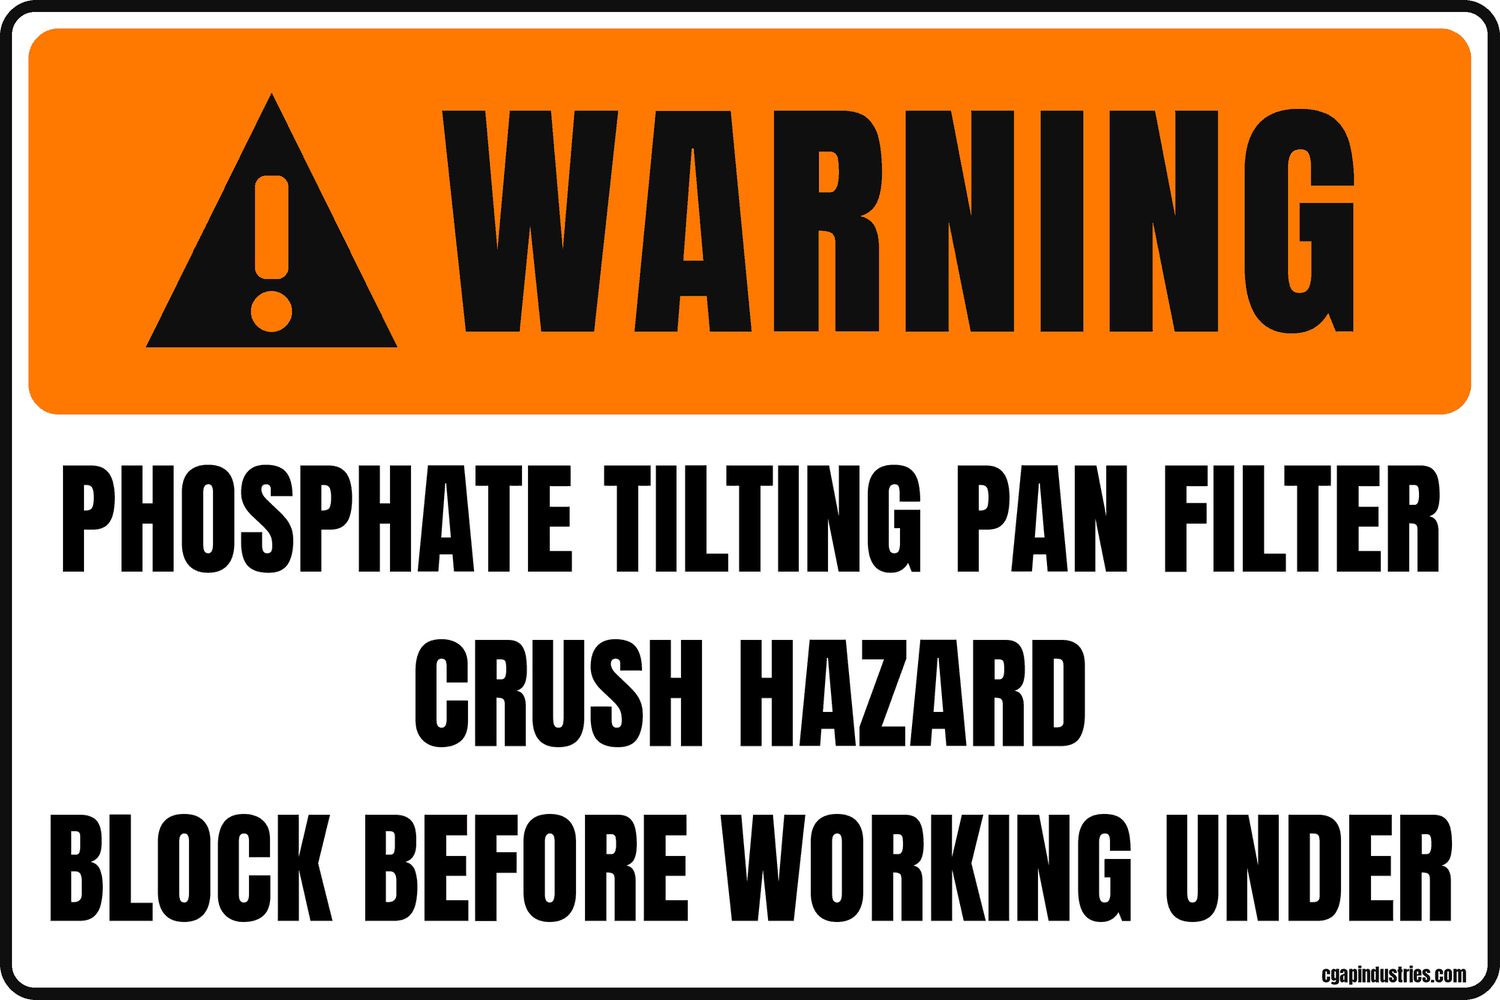 WARNING
PHOSPHATE TILTING PAN FILTER
CRUSH HAZARD
BLOCK BEFORE WORKING UNDER
cgapindustries.com